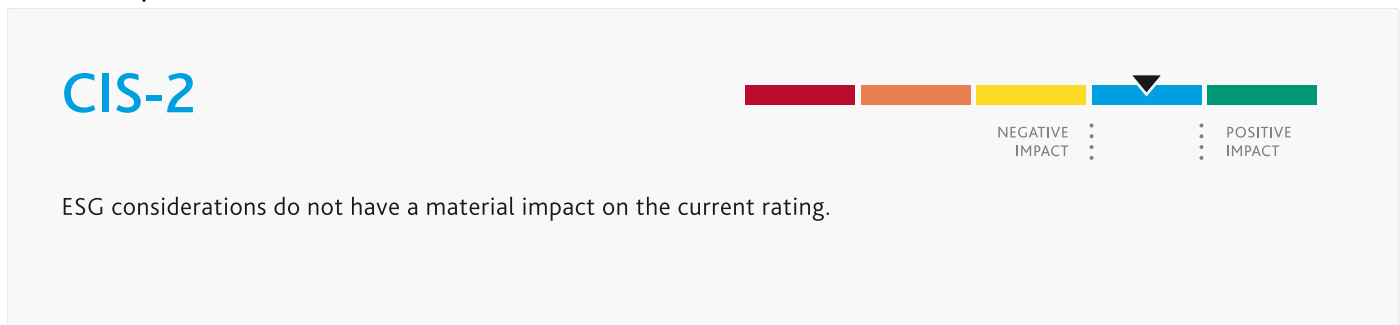 CIS-2
NEGATIVE
IMPACT
POSITIVE
IMPACT
ESG considerations do not have a material impact on the current rating.